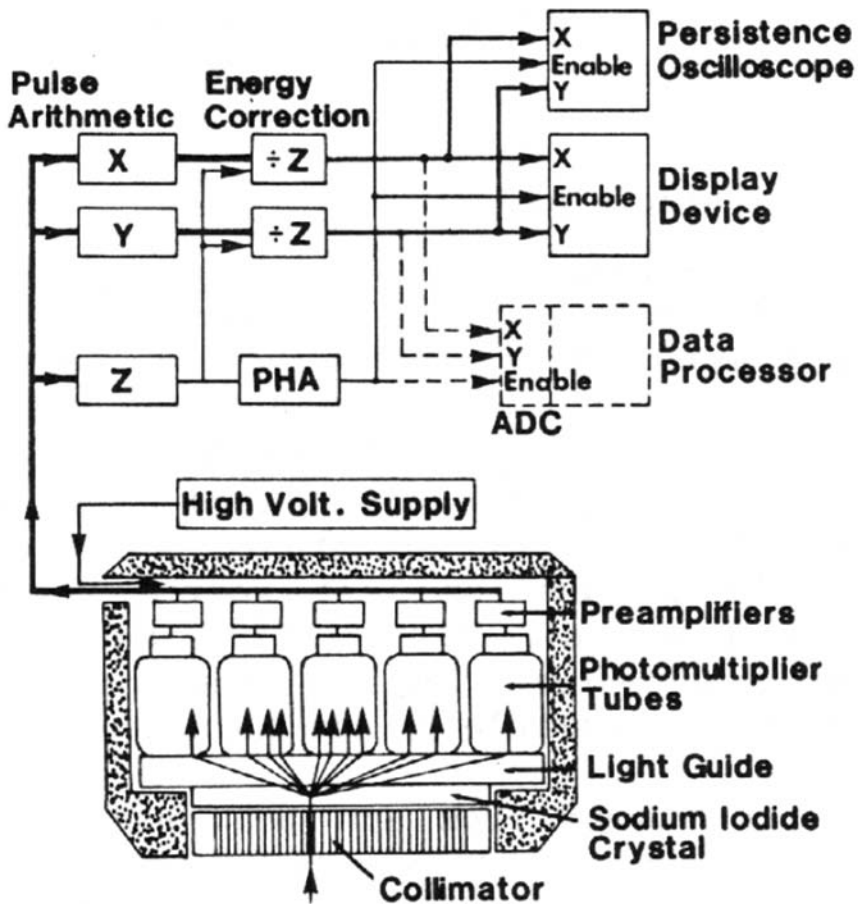 Pulse
Arithmetic
Energy
Correction
X
Enable
Y
Persistence
Oscilloscope
X
÷Z
X
Enable
Y
Display
Device
Y
÷Z
X
Y
Enable
ADC
Data
Processor
Z
PHA
High Volt. Supply
Preamplifiers
Photomultiplier
Tubes
Light Guide
Sodium Iodide
Crystal
Collimator